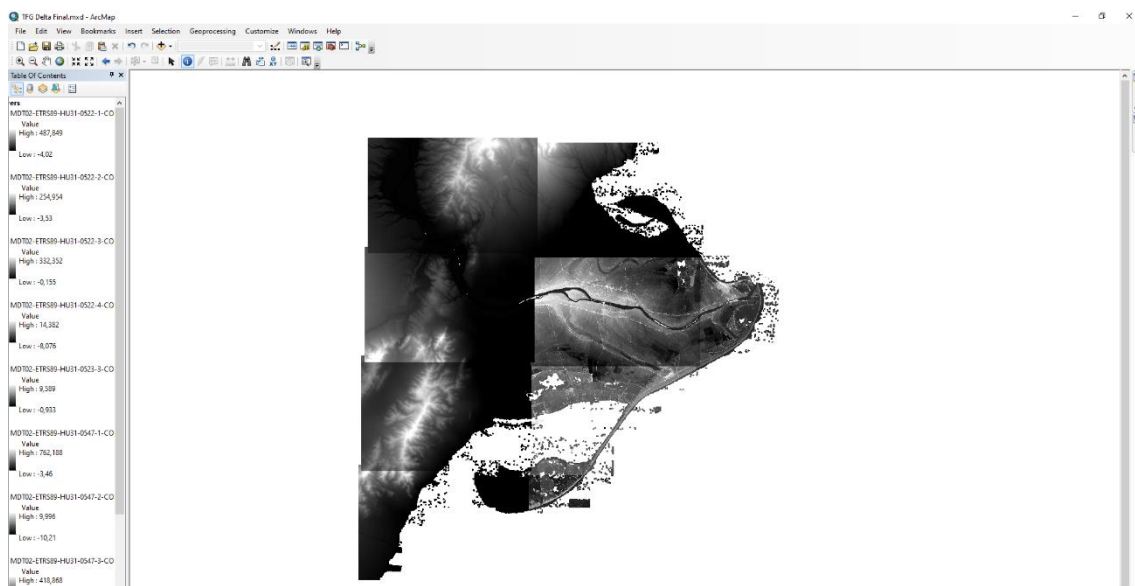 TFG Delta Final.mxd - ArcMap
File Edit View Bookmarks Insert Selection Geoprocessing Customize Windows Help
Table Of Contents
ers
MDT02-ETRS89-HU31-0522-1-CO
Value
High : 487,849
Low : -4,02
MDT02-ETRS89-HU31-0522-2-CO
Value
High : 254,954
Low : -3,53
MDT02-ETRS89-HU31-0522-3-CO
Value
High : 332,352
Low : -0,155
MDT02-ETRS89-HU31-0522-4-CO
Value
High : 14,382
Low : -8,076
MDT02-ETRS89-HU31-0523-3-CO
Value
High : 9,589
Low : -0,933
MDT02-ETRS89-HU31-0547-1-CO
Value
High : 762,188
Low : -3,46
MDT02-ETRS89-HU31-0547-2-CO
Value
High : 9,996
Low : -10,21
MDT02-ETRS89-HU31-0547-3-CO
Value
High : 418,868